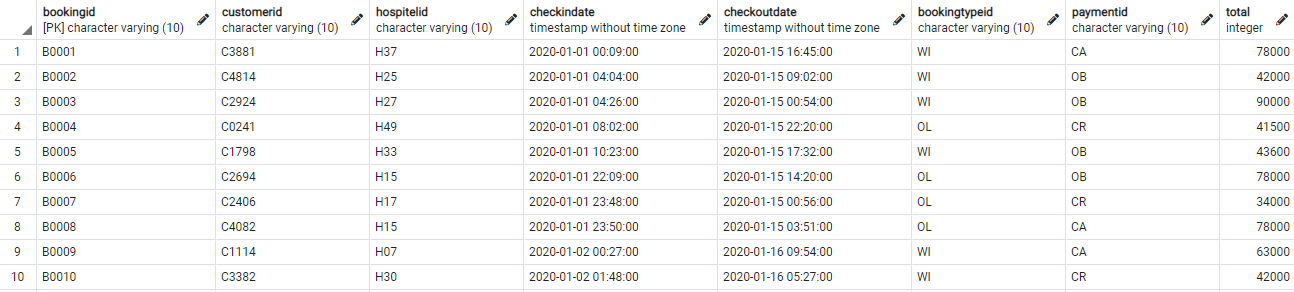 bookingid customerid hospitelid checkindate checkoutdate bookingtypeid paymentid total
[PK] character varying (10) character varying (10) character varying (10) timestamp without time zone timestamp without time zone character varying (10) character varying (10) integer
1 B0001 C3881 H37 2020-01-01 00:09:00 2020-01-15 16:45:00 WI CA 78000
2 B0002 C4814 H25 2020-01-01 04:04:00 2020-01-15 09:02:00 WI OB 42000
3 B0003 C2924 H27 2020-01-01 04:26:00 2020-01-15 00:54:00 WI OB 90000
4 B0004 C0241 H49 2020-01-01 08:02:00 2020-01-15 22:20:00 OL CR 41500
5 B0005 C1798 H33 2020-01-01 10:23:00 2020-01-15 17:32:00 WI OB 43600
6 B0006 C2694 H15 2020-01-01 22:09:00 2020-01-15 14:20:00 OL OB 78000
7 B0007 C2406 H17 2020-01-01 23:48:00 2020-01-15 00:56:00 OL CR 34000
8 B0008 C4082 H15 2020-01-01 23:50:00 2020-01-15 03:51:00 OL CA 78000
9 B0009 C1114 H07 2020-01-02 00:27:00 2020-01-16 09:54:00 WI CA 63000
10 B0010 C3382 H30 2020-01-02 01:48:00 2020-01-16 05:27:00 WI CR 42000